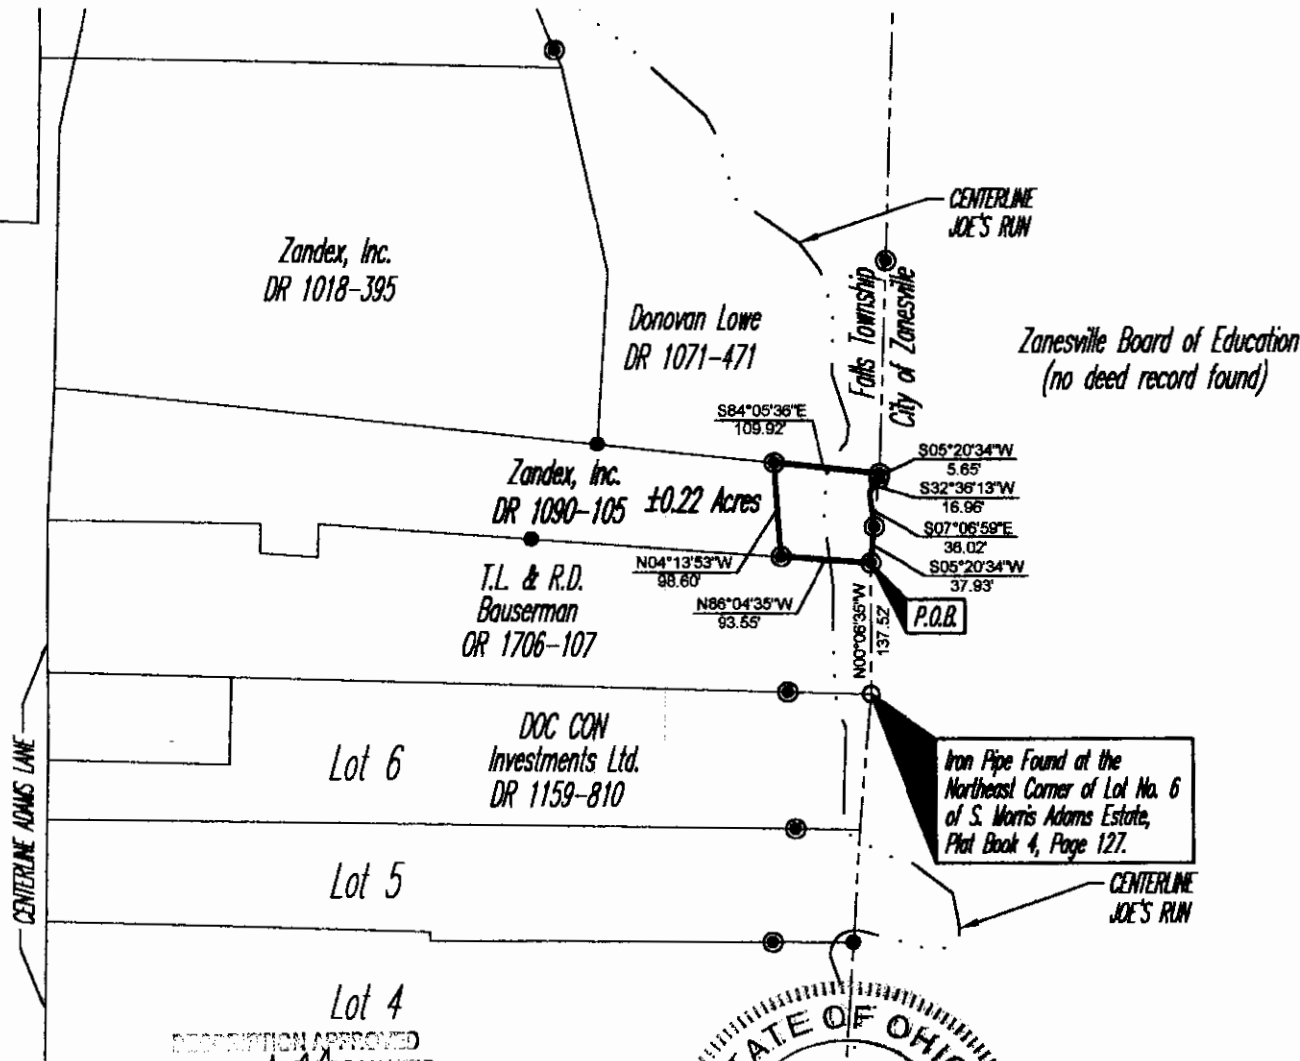 CENTERLINE
JOE'S RUN
Zandex, Inc.
DR 1018-395
Donovan Lowe
DR 1071-471
Falls Township
City of Zanesville
Zanesville Board of Education
(no deed record found)
S84°05'36"E
109.92'
S05°20'34"W
5.65'
S32°36'13"W
16.96'
S07°06'59"E
36.02'
S05°20'34"W
37.93'
Zandex, Inc.
DR 1090-105
±0.22 Acres
N04°13'53"W
98.60'
N86°04'35"W
93.55'
P.O.B.
T.L. & R.D.
Bauserman
OR 1706-107
N00°06'35"W
137.52'
DOC CON
Investments Ltd.
DR 1159-810
Lot 6
Iron Pipe Found at the
Northeast Corner of Lot No. 6
of S. Morris Adams Estate,
Plat Book 4, Page 127.
CENTERLINE ADAMS LANE
Lot 5
CENTERLINE
JOE'S RUN
Lot 4
DESCRIPTION APPROVED
STATE OF OHIO